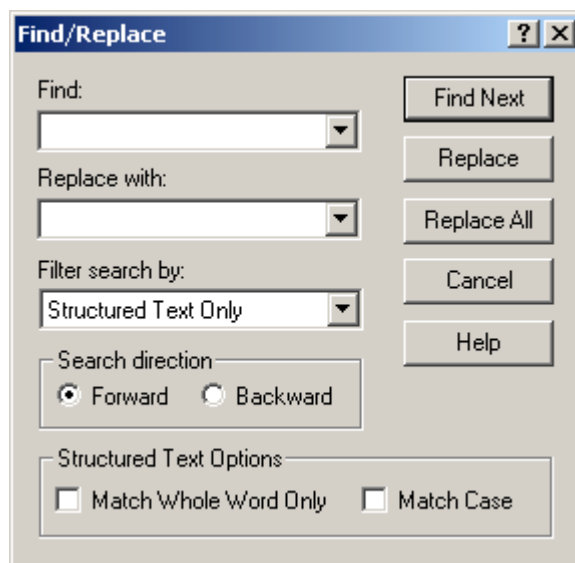 Find/Replace
Find:
Find Next
Replace
Replace with:
Replace All
Filter search by:
Cancel
Structured Text Only
Help
Search direction
Forward Backward
Structured Text Options
Match Whole Word Only Match Case